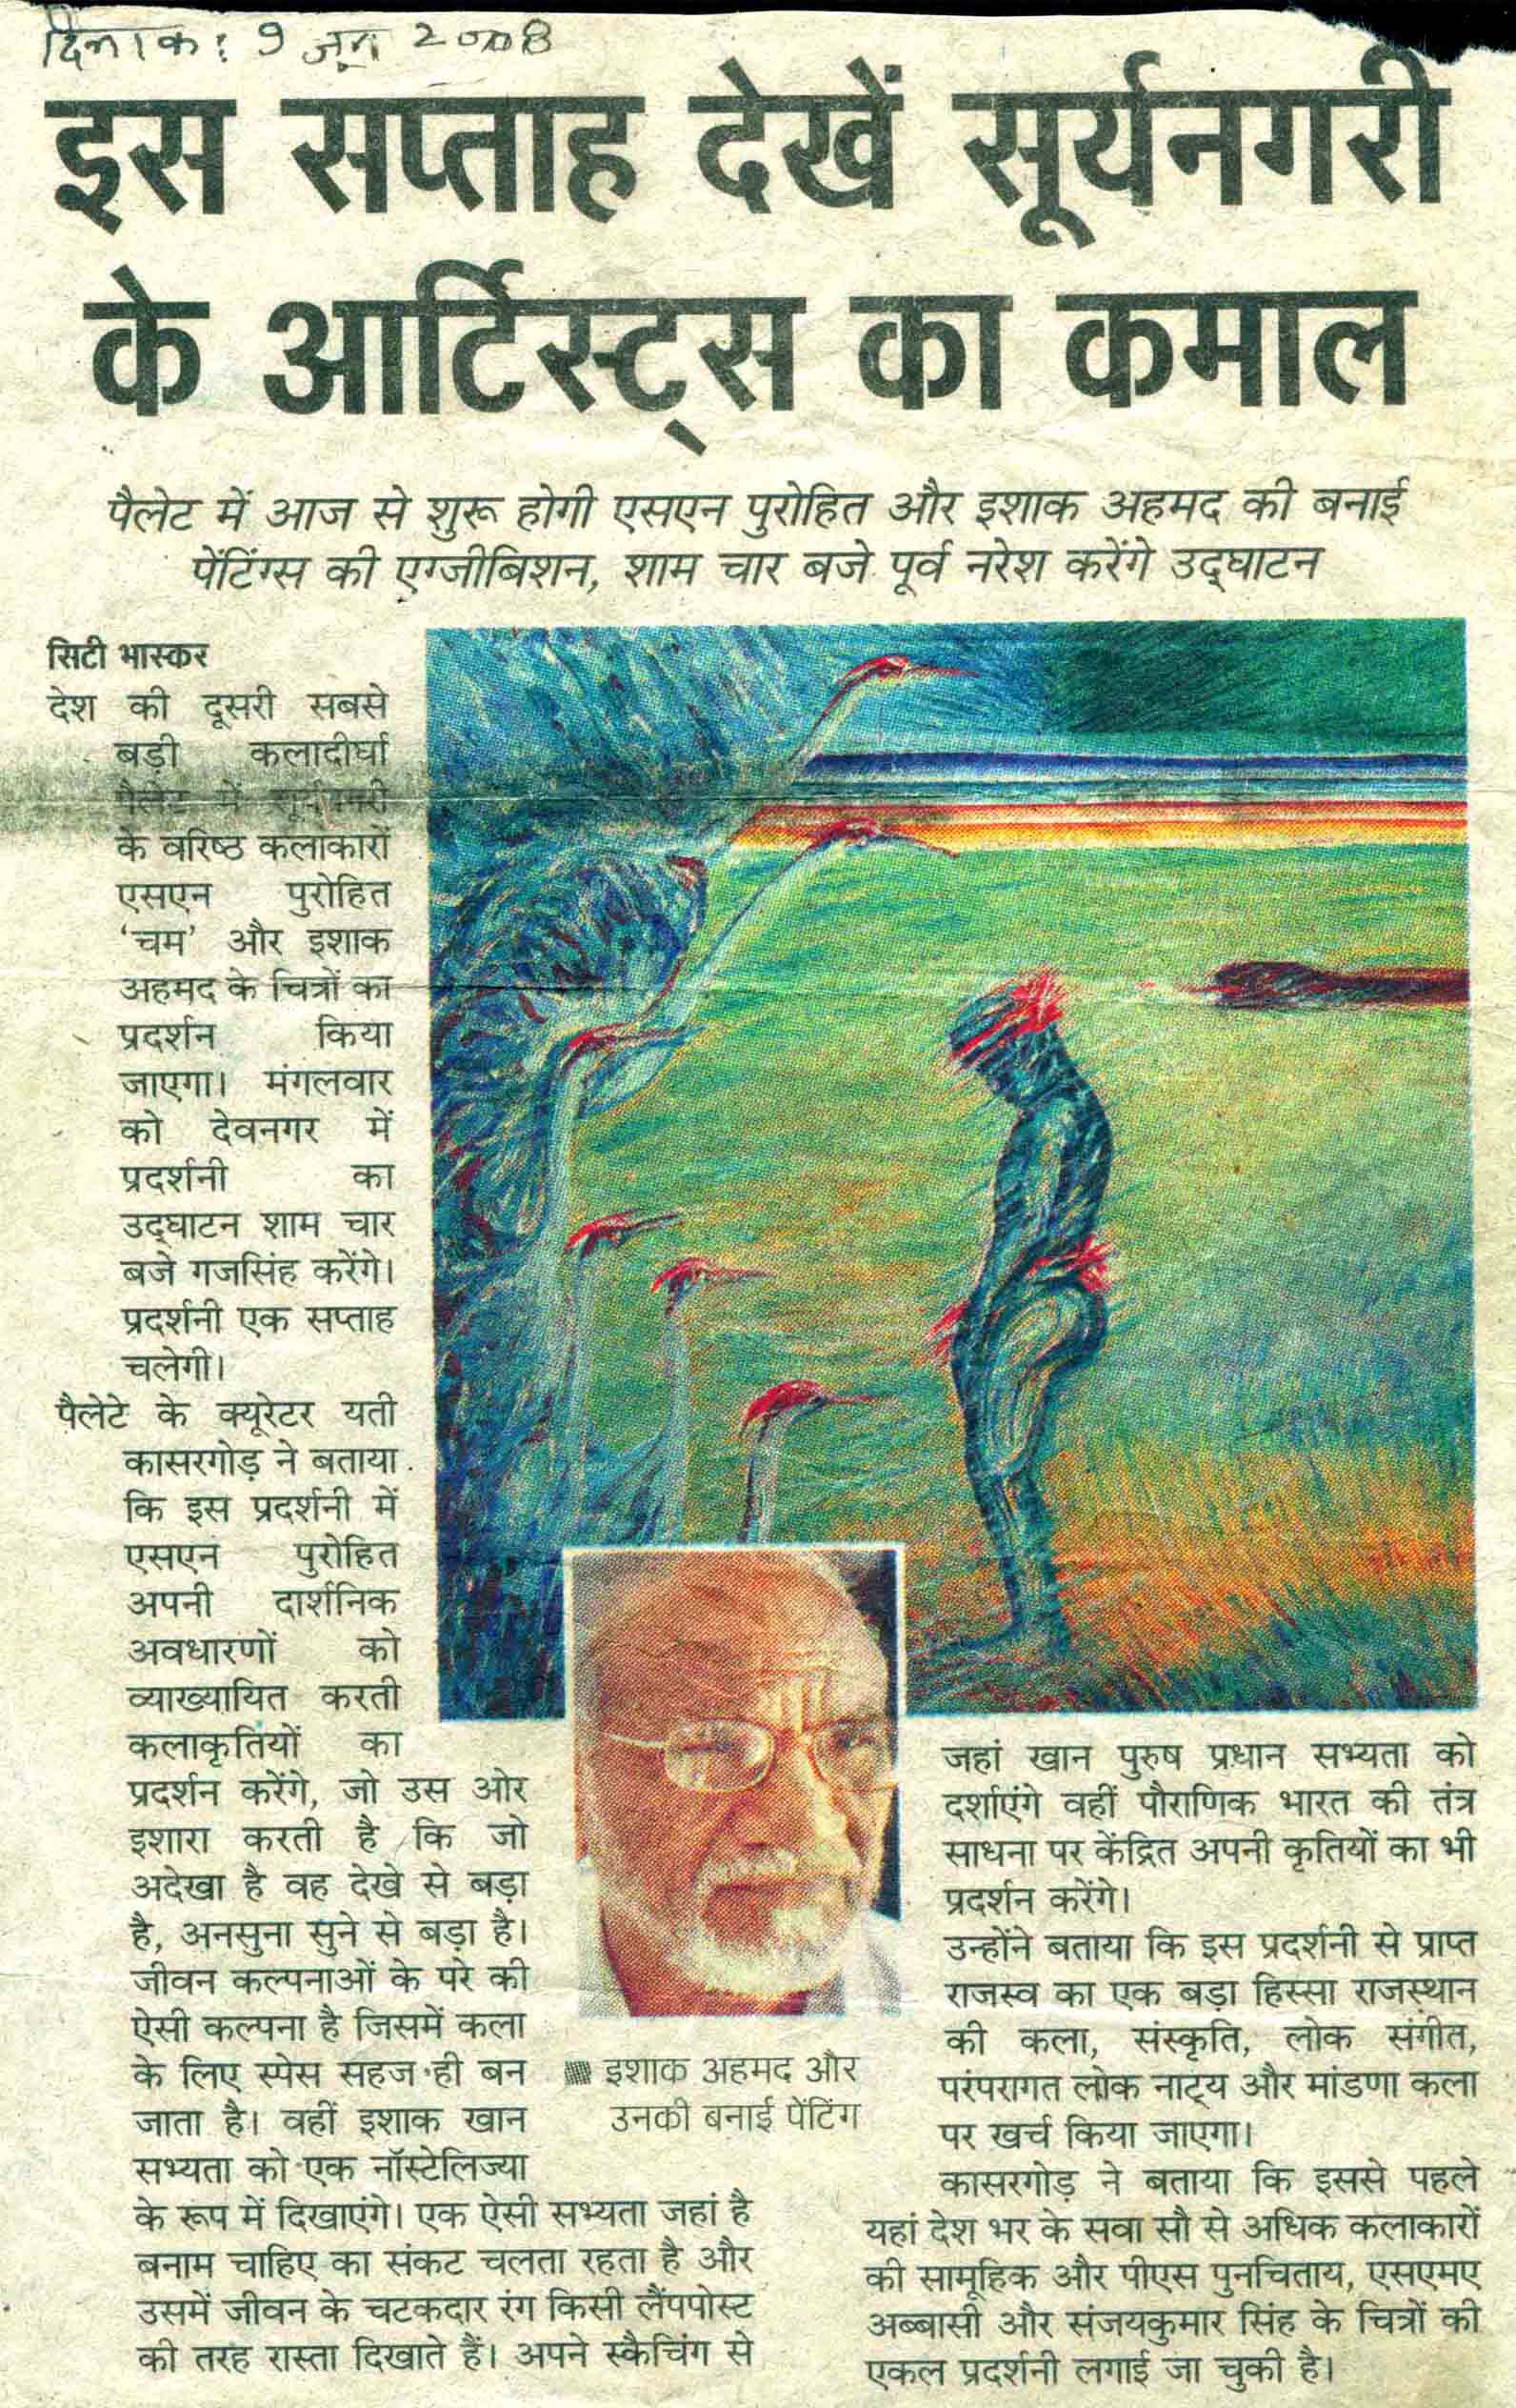 दिनांक: 9 जून 2008
इस सप्ताह देखें सूर्यनगरी
के आर्टिस्ट्स का कमाल
पैलेट में आज से शुरू होगी एसएन पुरोहित और इशाक अहमद की बनाई
पेंटिंग्स की एग्जीबिशन, शाम चार बजे पूर्व नरेश करेंगे उद्घाटन
सिटी भास्कर
देश की दूसरी सबसे
बड़ी कलादीर्घा
पैलेट में सूर्यनगरी
के वरिष्ठ कलाकारों
एसएन पुरोहित
‘चम’ और इशाक
अहमद के चित्रों का
प्रदर्शन किया
जाएगा। मंगलवार
को देवनगर में
प्रदर्शनी का
उद्घाटन शाम चार
बजे गजसिंह करेंगे।
प्रदर्शनी एक सप्ताह
चलेगी।
पैलेटे के क्यूरेटर यती
कासरगोड़ ने बताया
कि इस प्रदर्शनी में
एसएन पुरोहित
अपनी दार्शनिक
अवधारणों को
व्याख्यायित करती
कलाकृतियों का
प्रदर्शन करेंगे, जो उस ओर
इशारा करती है कि जो
अदेखा है वह देखे से बड़ा
है, अनसुना सुने से बड़ा है।
जीवन कल्पनाओं के परे की
ऐसी कल्पना है जिसमें कला
के लिए स्पेस सहज ही बन
जाता है। वहीं इशाक खान
सभ्यता को एक नॉस्टेलिज्या
के रूप में दिखाएंगे। एक ऐसी सभ्यता जहां है
बनाम चाहिए का संकट चलता रहता है और
उसमें जीवन के चटकदार रंग किसी लैंपपोस्ट
की तरह रास्ता दिखाते हैं। अपने स्कैचिंग से
इशाक अहमद और
उनकी बनाई पेंटिंग
जहां खान पुरुष प्रधान सभ्यता को
दर्शाएंगे वहीं पौराणिक भारत की तंत्र
साधना पर केंद्रित अपनी कृतियों का भी
प्रदर्शन करेंगे।
उन्होंने बताया कि इस प्रदर्शनी से प्राप्त
राजस्व का एक बड़ा हिस्सा राजस्थान
की कला, संस्कृति, लोक संगीत,
परंपरागत लोक नाट्य और मांडणा कला
पर खर्च किया जाएगा।
कासरगोड़ ने बताया कि इससे पहले
यहां देश भर के सवा सौ से अधिक कलाकारों
की सामूहिक और पीएस पुनचिताय, एसएमए
अब्बासी और संजयकुमार सिंह के चित्रों की
एकल प्रदर्शनी लगाई जा चुकी है।